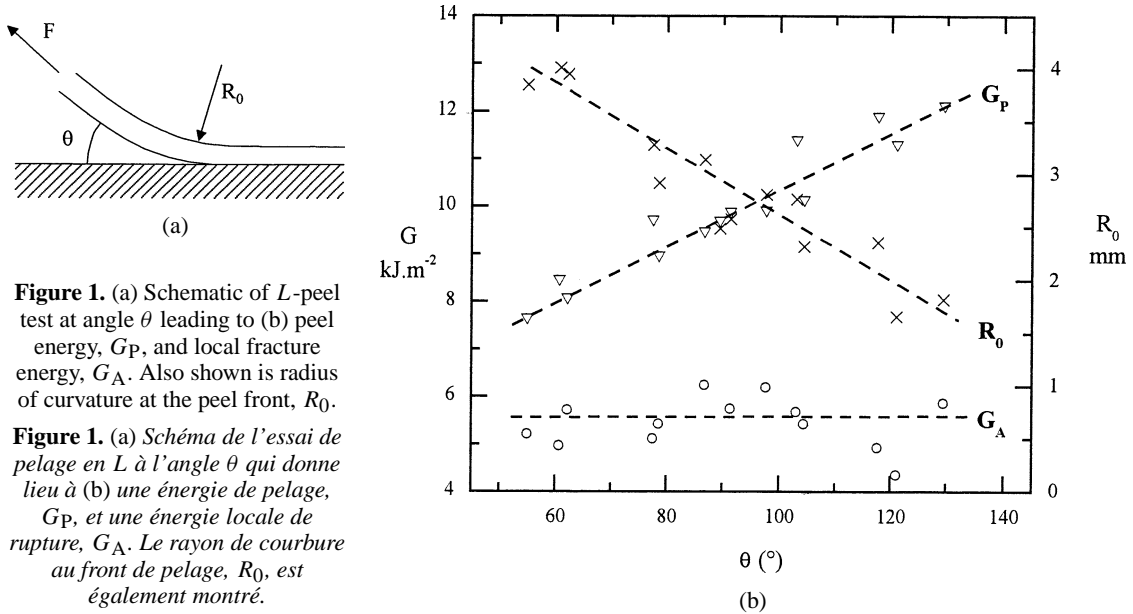 F
R0
θ
(a)
Figure 1. (a) Schematic of L-peel
test at angle θ leading to (b) peel
energy, GP, and local fracture
energy, GA. Also shown is radius
of curvature at the peel front, R0.
Figure 1. (a) Schéma de l'essai de
pelage en L à l'angle θ qui donne
lieu à (b) une énergie de pelage,
GP, et une énergie locale de
rupture, GA. Le rayon de courbure
au front de pelage, R0, est
également montré.
14
12
10
8
6
4
G
kJ.m-2
GP
R0
GA
4
3
2
1
0
R0
mm
60 80 100 120 140
θ (°)
(b)